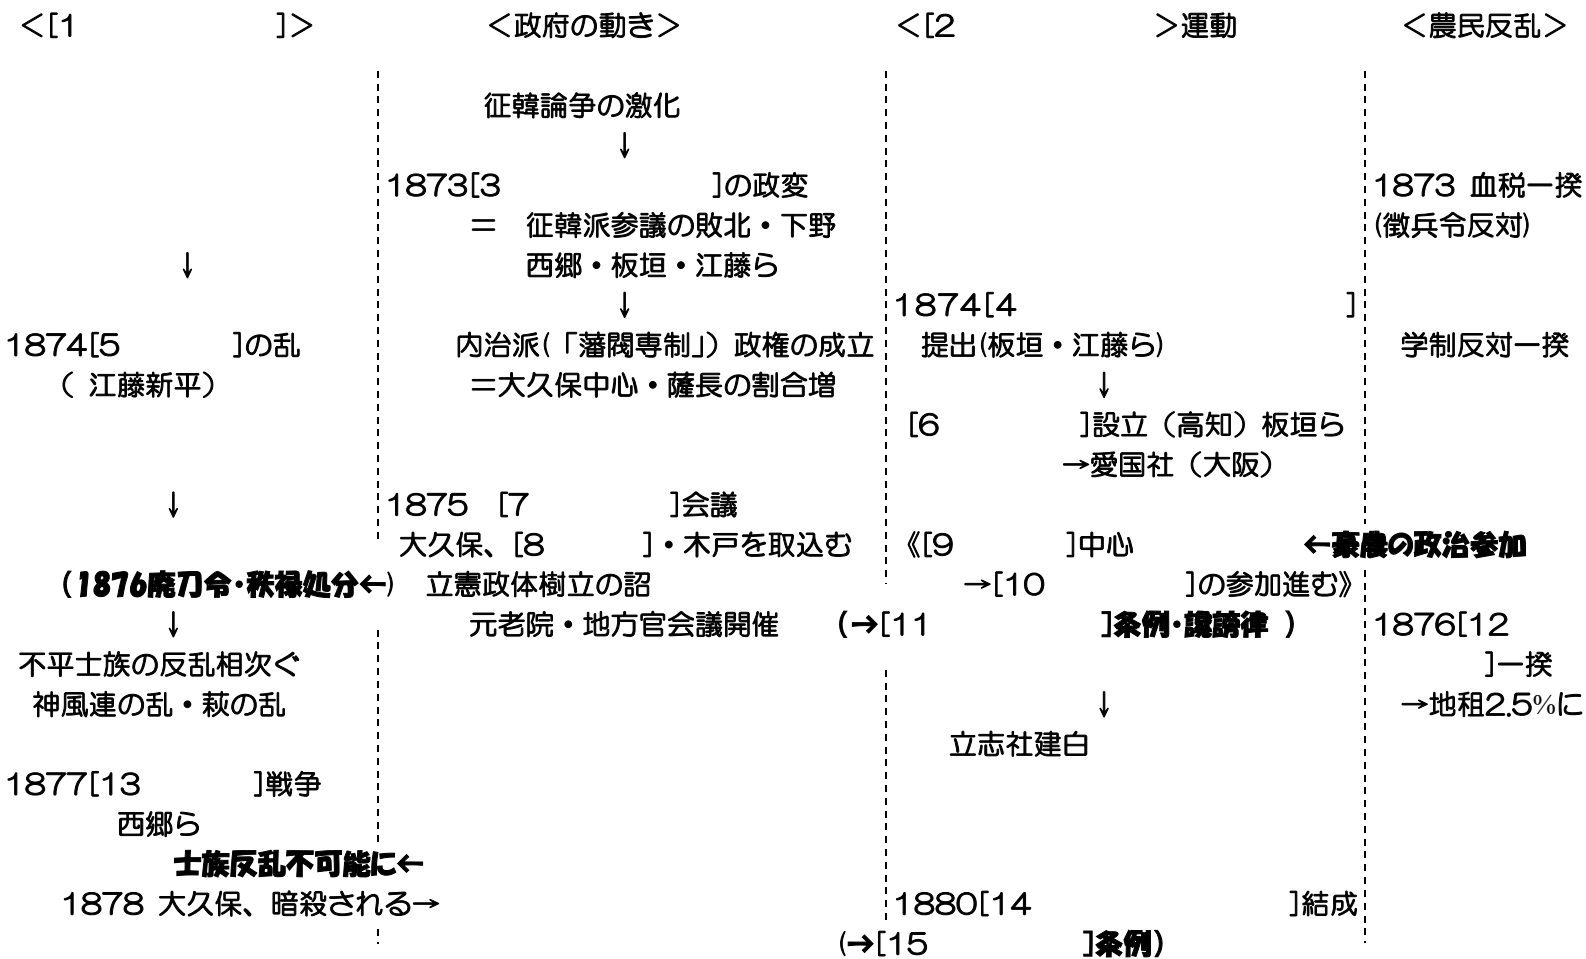 ＜[1　　　　　　　]＞　　　　　　＜政府の動き＞　　　　　　　＜[2　　　　　　　＞運動　　　　　　＜農民反乱＞
征韓論争の激化
↓
1873[3　　　　　　　]の政変　　　　1873 血税一揆
＝　征韓派参議の敗北・下野　　　　(徴兵令反対)
↓　　　　西郷・板垣・江藤ら
↓　　　　1874[4　　　　　　　　　　　]
1874[5　　　　]の乱　　　　内治派(「藩閥専制」）政権の成立　　提出(板垣・江藤ら)　　　　学制反対一揆
（ 江藤新平）　　　　＝大久保中心・薩長の割合増　　　　↓
[6　　　　　]設立（高知）板垣ら
→愛国社（大阪）
↓　　　　1875　[7　　　　　]会議
大久保、[8　　　　]・木戸を取込む　　《[9　　　　]中心　　　　←豪農の政治参加
（1876廃刀令・秩禄処分←）　立憲政体樹立の詔　　　　→[10　　　　　]の参加進む》
↓　　　　元老院・地方官会議開催　　（→[11　　　　　　]条例・讒謗律 ）　　1876[12
不平士族の反乱相次ぐ　　　　]一揆
神風連の乱・萩の乱　　　　↓　　　　→地租2.5%に
立志社建白
1877[13　　　　]戦争
西郷ら
士族反乱不可能に←
1878 大久保、暗殺される→　　　　1880[14　　　　　　　　　]結成
(→[15　　　　　]条例）